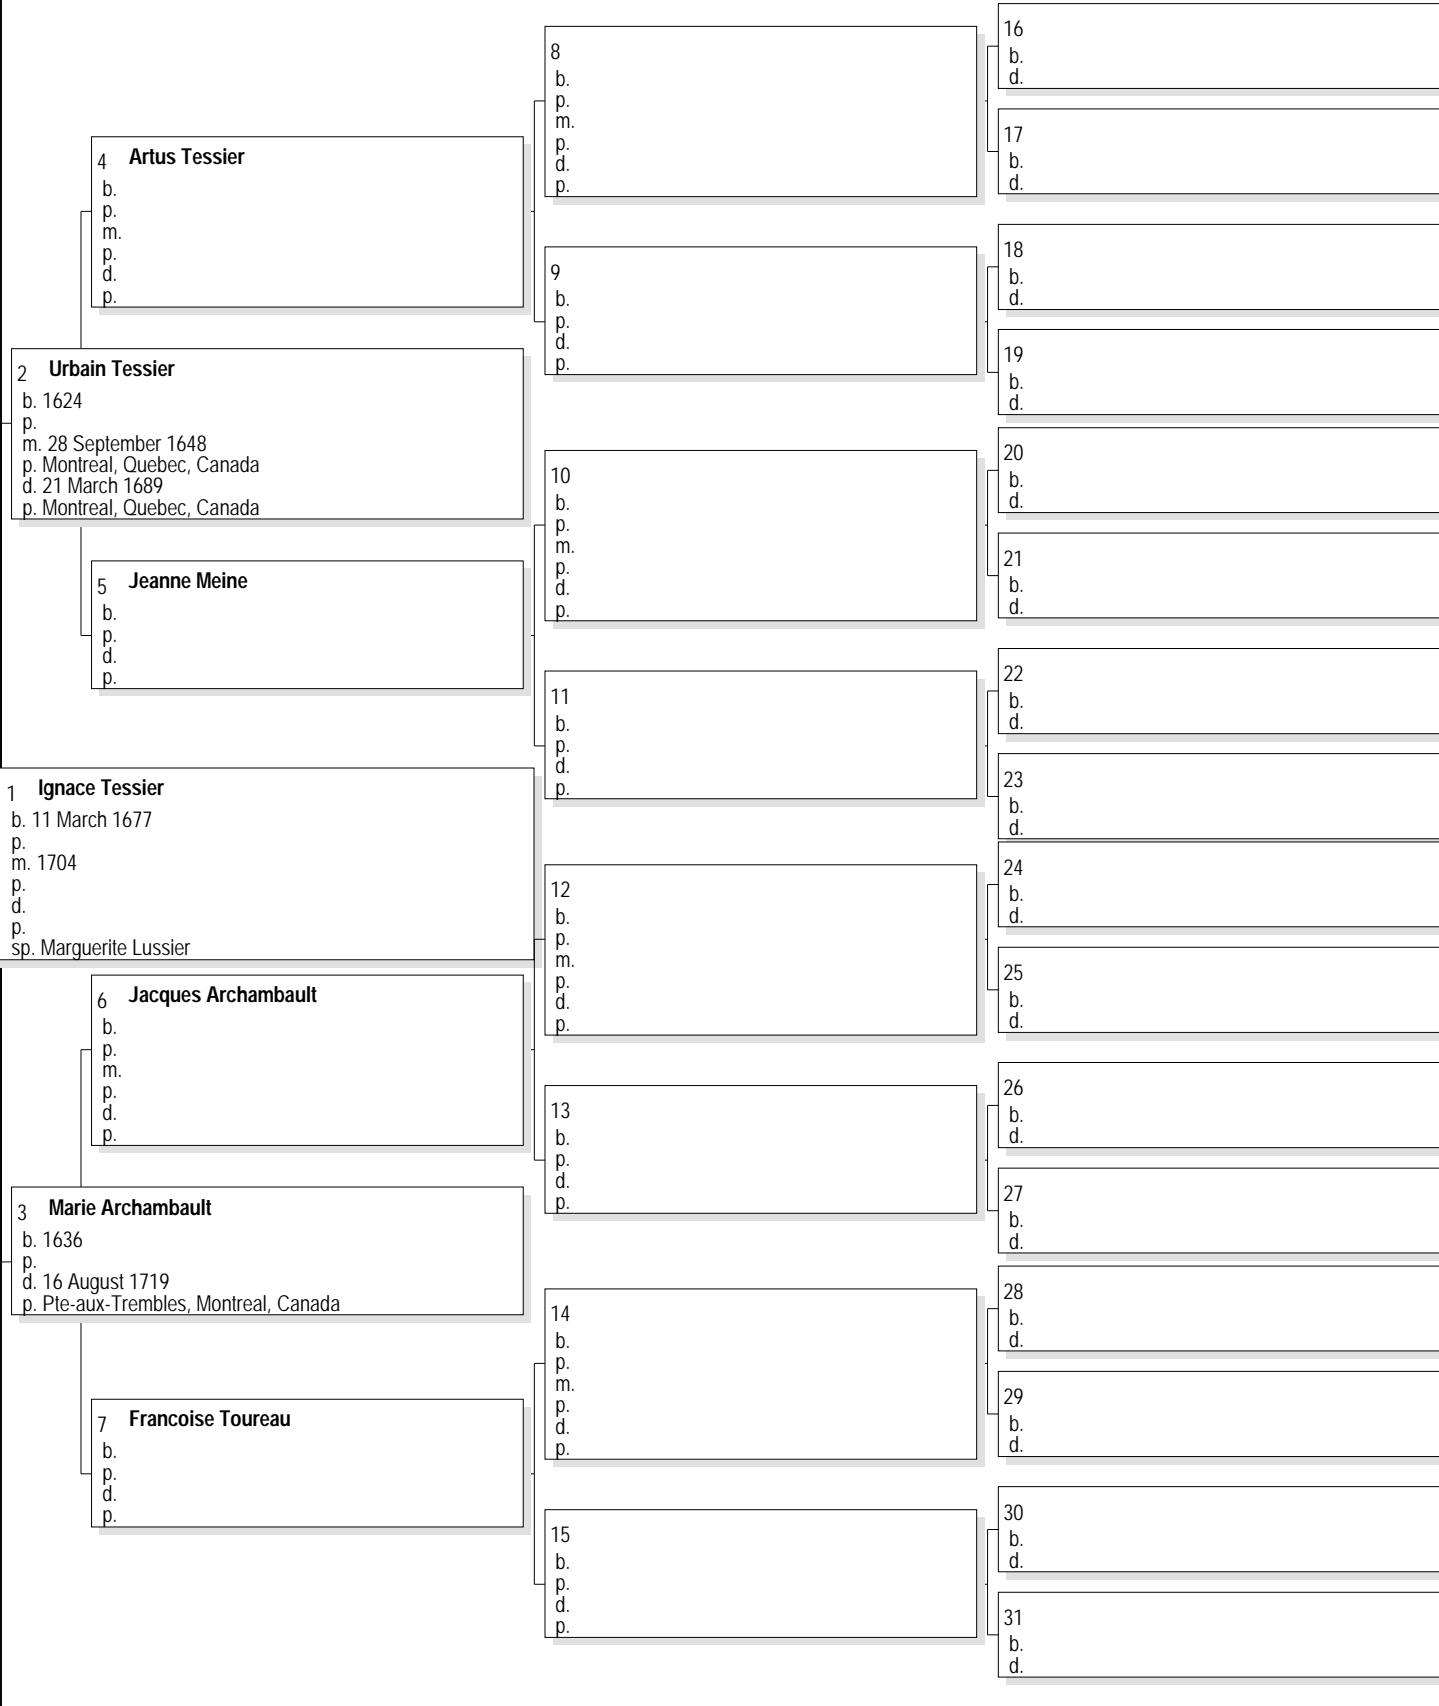 4 Artus Tessier
b.
p.
m.
p.
d.
p.
2 Urbain Tessier
b. 1624
p.
m. 28 September 1648
p. Montreal, Quebec, Canada
d. 21 March 1689
p. Montreal, Quebec, Canada
5 Jeanne Meine
b.
p.
d.
p.
1 Ignace Tessier
b. 11 March 1677
p.
m. 1704
p.
d.
p.
sp. Marguerite Lussier
6 Jacques Archambault
b.
p.
m.
p.
d.
p.
3 Marie Archambault
b. 1636
p.
d. 16 August 1719
p. Pte-aux-Trembles, Montreal, Canada
7 Francoise Toureau
b.
p.
d.
p.
8
b.
p.
m.
p.
d.
p.
9
b.
p.
d.
p.
10
b.
p.
m.
p.
d.
p.
11
b.
p.
d.
p.
12
b.
p.
m.
p.
d.
p.
13
b.
p.
d.
p.
14
b.
p.
m.
p.
d.
p.
15
b.
p.
d.
p.
16
b.
d.
17
b.
d.
18
b.
d.
19
b.
d.
20
b.
d.
21
b.
d.
22
b.
d.
23
b.
d.
24
b.
d.
25
b.
d.
26
b.
d.
27
b.
d.
28
b.
d.
29
b.
d.
30
b.
d.
31
b.
d.